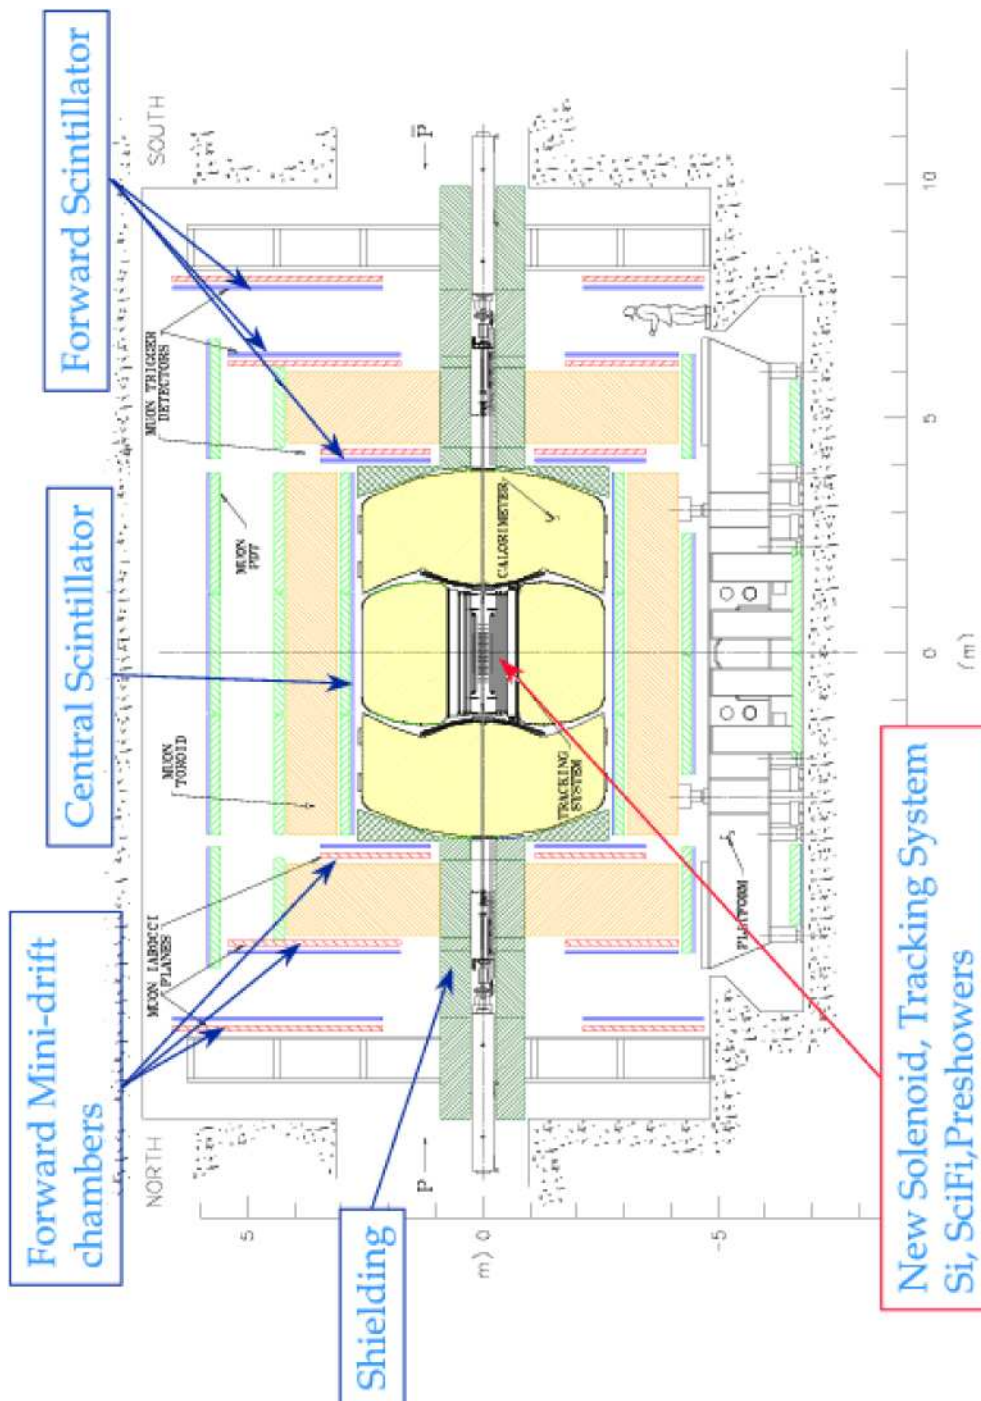 Forward Mini-drift
chambers
Central Scintillator
Forward Scintillator
Shielding
New Solenoid, Tracking System
Si, SciFi,Preshowers
NORTH
SOUTH
MUON TRIGGER
DETECTORS
MUON
PDT
MUON
TOROID
MUON IAROCCI
PLANES
P
P̅
CALORIMETER
TRACKING
SYSTEM
PLATFORM
5
m) 0
-5
0
5
10
(m)